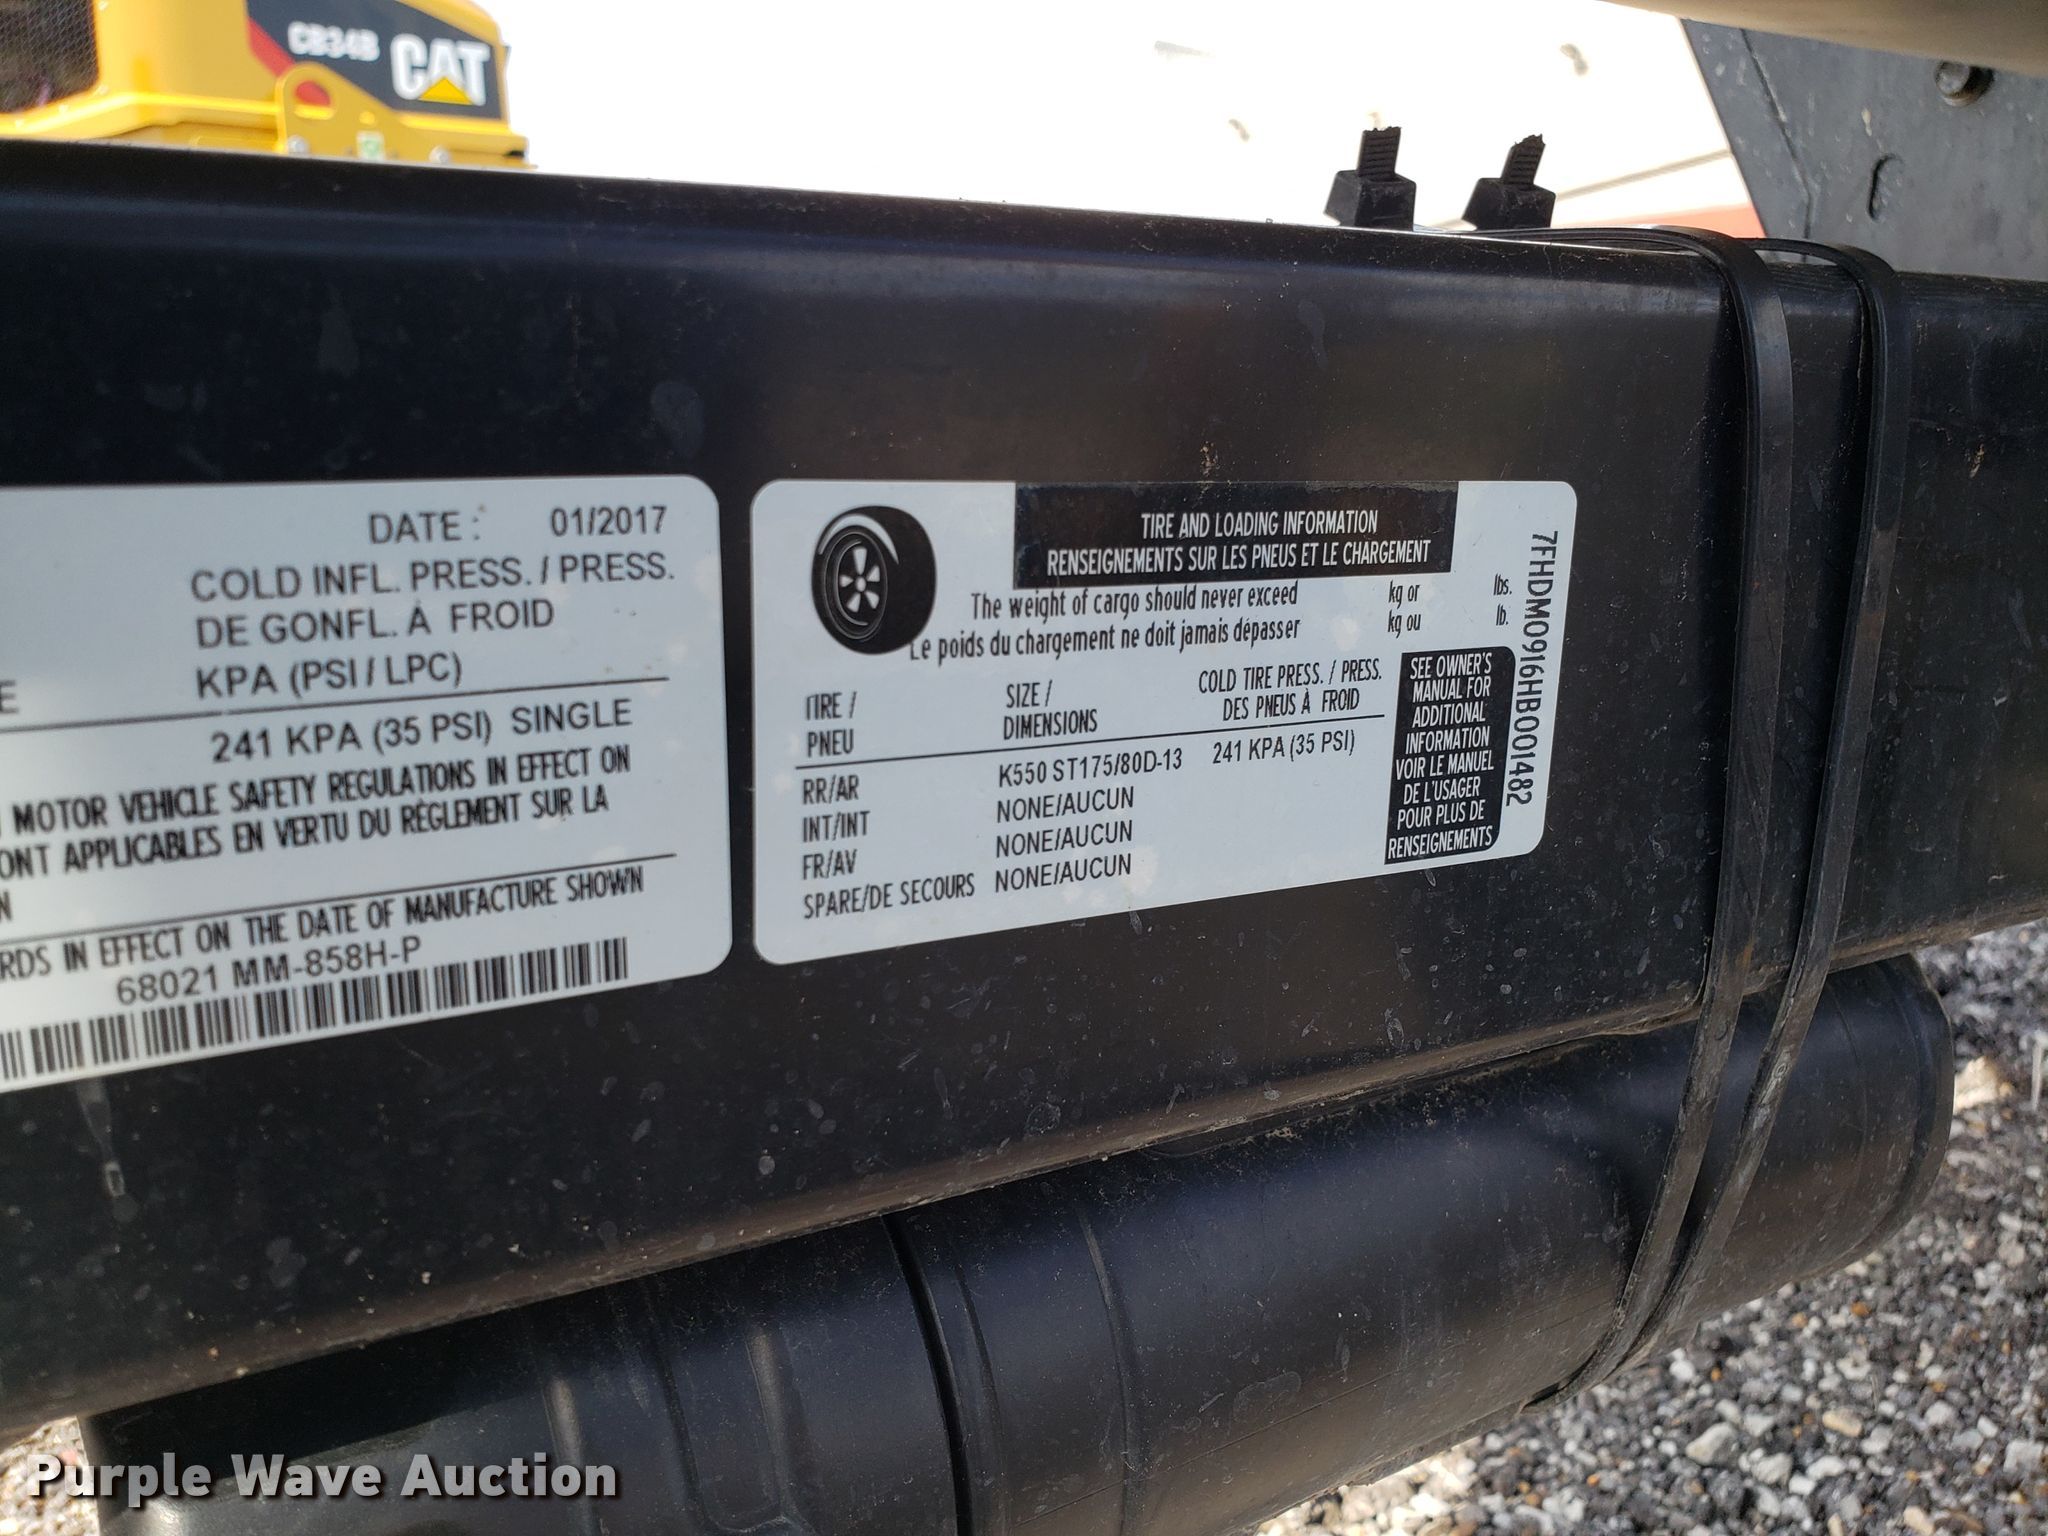 CB34B CAT
DATE : 01/2017
COLD INFL. PRESS. / PRESS.
DE GONFL. À FROID
KPA (PSI / LPC)
241 KPA (35 PSI) SINGLE
MOTOR VEHICLE SAFETY REGULATIONS IN EFFECT ON
ONT APPLICABLES EN VERTU DU RÈGLEMENT SUR LA
N
RDS IN EFFECT ON THE DATE OF MANUFACTURE SHOWN
68021 MM-858H-P
TIRE AND LOADING INFORMATION
RENSEIGNEMENTS SUR LES PNEUS ET LE CHARGEMENT
The weight of cargo should never exceed kg or lbs.
Le poids du chargement ne doit jamais dépasser kg ou lb.
TIRE / SIZE / COLD TIRE PRESS. / PRESS.
PNEU DIMENSIONS DES PNEUS À FROID
RR/AR K550 ST175/80D-13 241 KPA (35 PSI)
INT/INT NONE/AUCUN
FR/AV NONE/AUCUN
SPARE/DE SECOURS NONE/AUCUN
SEE OWNER'S
MANUAL FOR
ADDITIONAL
INFORMATION
VOIR LE MANUEL
DE L'USAGER
POUR PLUS DE
RENSEIGNEMENTS
7FHDM0916HB001482
Purple Wave Auction